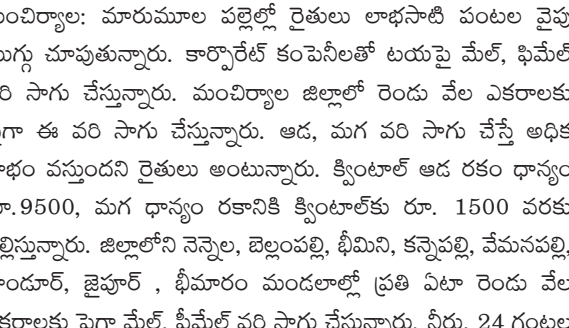 మంచిర్యాల: మారుమూల పల్లెల్లో రైతులు లాభసాటి పంటల వైపు
మొగ్గు చూపుతున్నారు. కార్పొరేట్ కంపెనీలతో టయపై మేల్, ఫిమేల్
వరి సాగు చేస్తున్నారు. మంచిర్యాల జిల్లాలో రెండు వేల ఎకరాలకు
పైగా ఈ వరి సాగు చేస్తున్నారు. ఆడ, మగ వరి సాగు చేస్తే అధిక
లాభం వస్తుందని రైతులు అంటున్నారు. క్వింటాల్ ఆడ రకం ధాన్యం
రూ.9500, మగ ధాన్యం రకానికి క్వింటాల్‌కు రూ. 1500 వరకు
చెల్లిస్తున్నారు. జిల్లాలోని నెన్నెల, బెల్లంపల్లి, భీమిని, కన్నెపల్లి, వేమనపల్లి,
తాండూర్, జైపూర్ , భీమారం మండలాల్లో ప్రతి ఏటా రెండు వేల
ఎకరాలకు పైగా మేల్, ఫీమేల్ వరి సాగు చేస్తున్నారు. నీరు, 24 గంటల